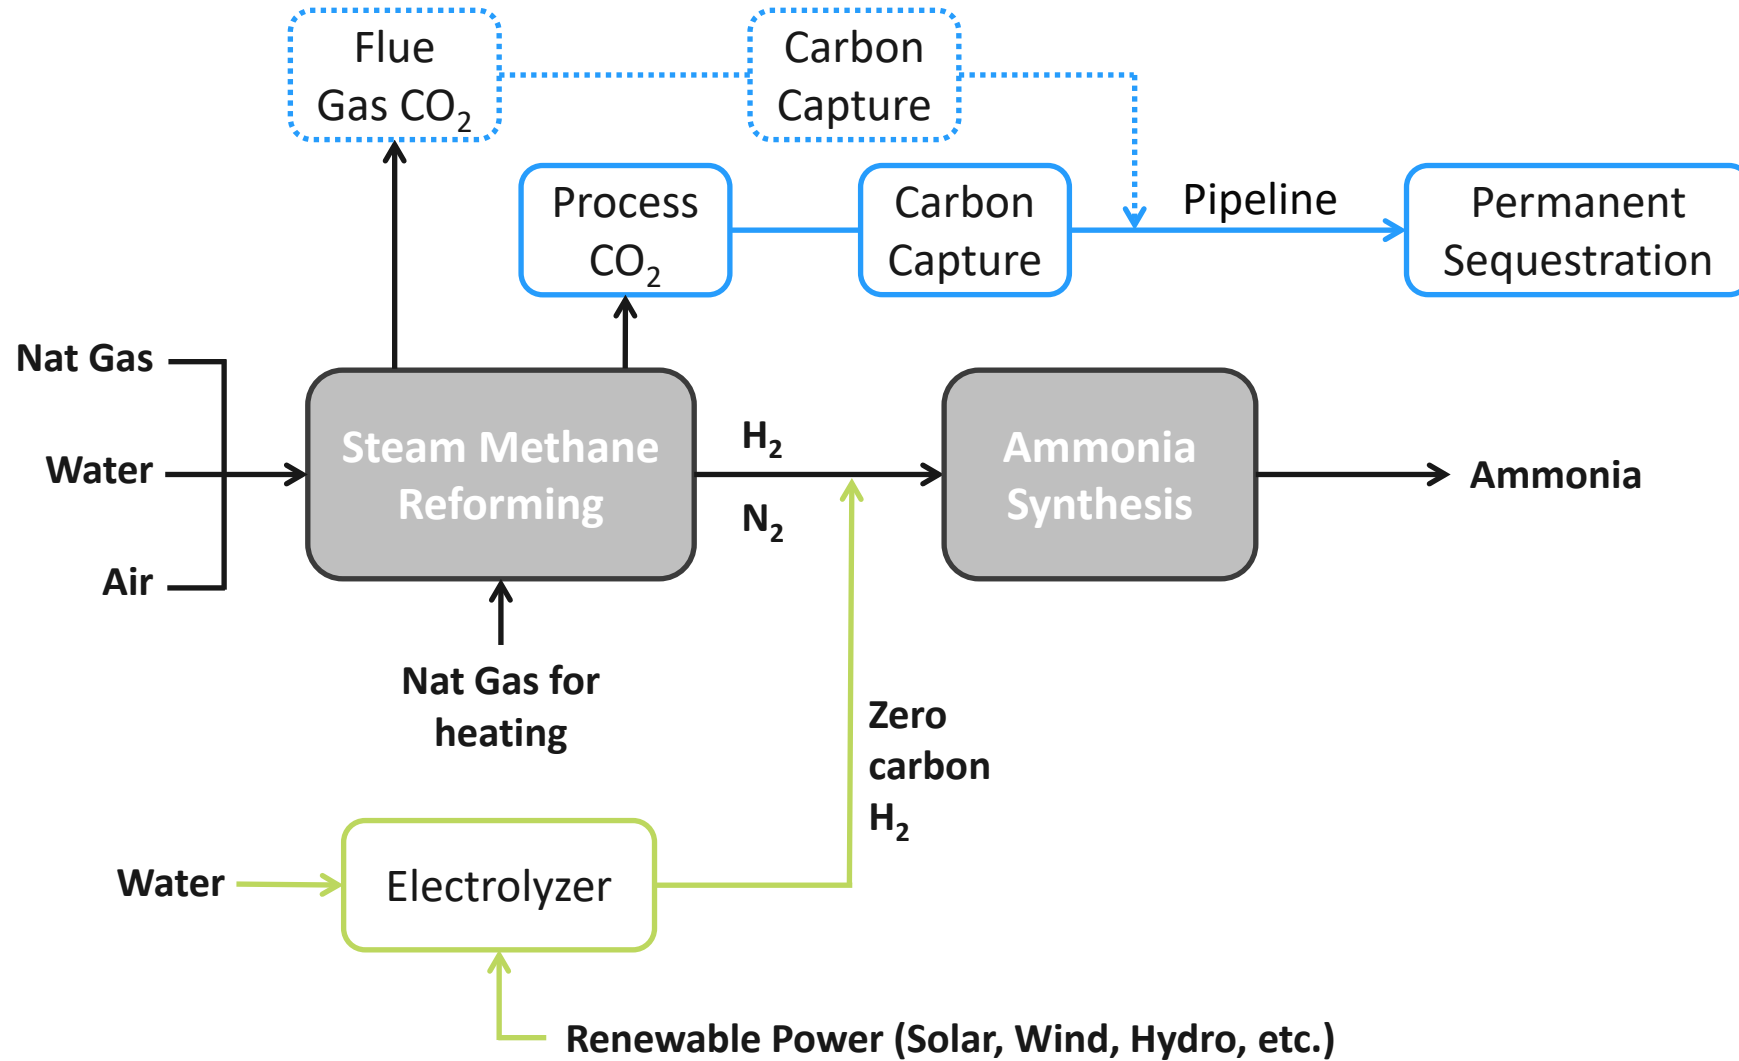 Flue
Gas CO₂
Carbon
Capture
Process
CO₂
Carbon
Capture
Pipeline
Permanent
Sequestration
Nat Gas
Water
Air
Steam Methane
Reforming
H₂
N₂
Ammonia
Synthesis
Ammonia
Nat Gas for
heating
Zero
carbon
H₂
Water
Electrolyzer
Renewable Power (Solar, Wind, Hydro, etc.)